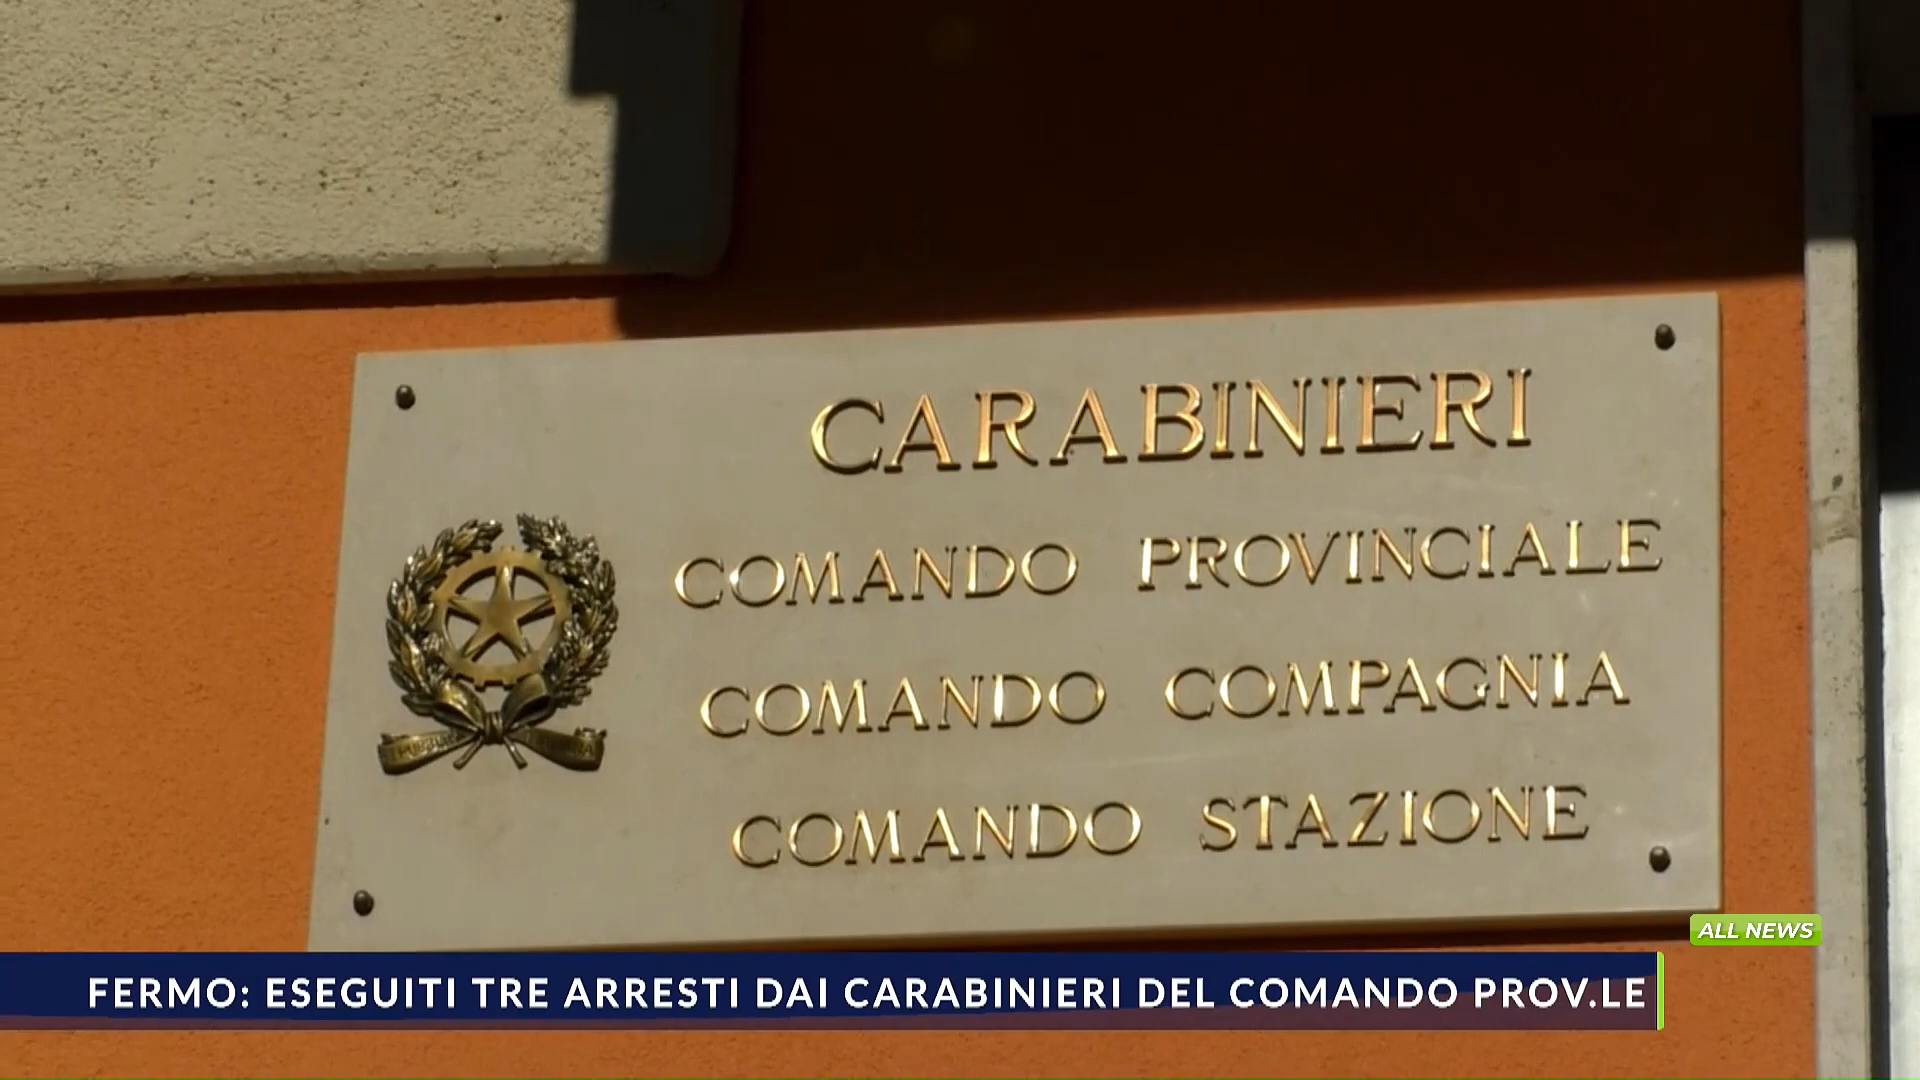 CARABINIERI
COMANDO PROVINCIALE
COMANDO COMPAGNIA
COMANDO STAZIONE
ALL NEWS
FERMO: ESEGUITI TRE ARRESTI DAI CARABINIERI DEL COMANDO PROV.LE